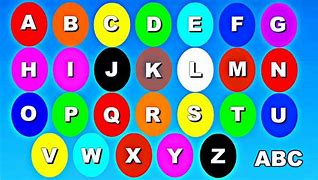 A B C D E F G
H I J K L M N
O P Q R S T U
V W X Y Z ABC